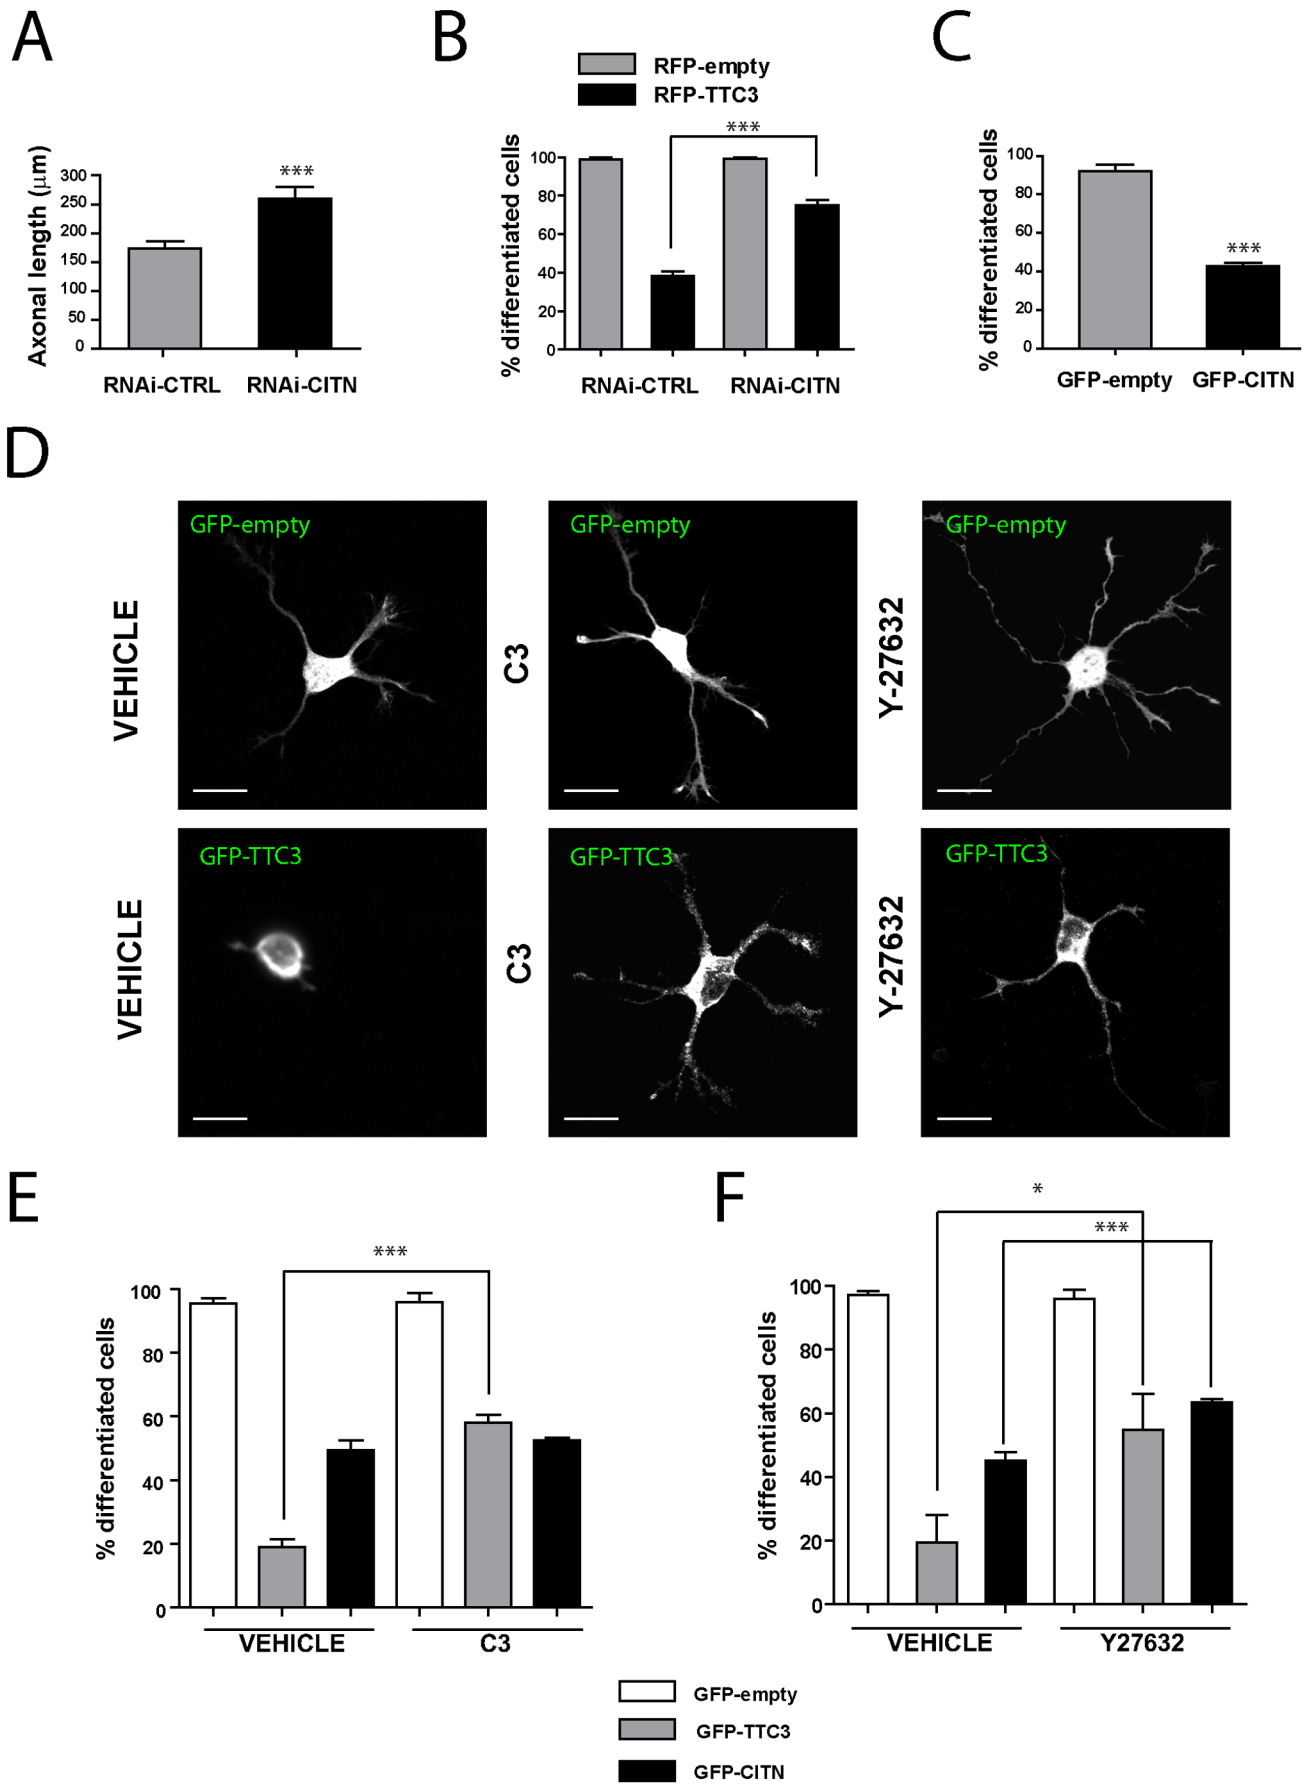 A
Axonal length (μm)
300
250
200
150
100
50
0
***
RNAi-CTRL
RNAi-CITN
B
RFP-empty
RFP-TTC3
% differentiated cells
100
80
60
40
20
0
***
RNAi-CTRL
RNAi-CITN
C
% differentiated cells
100
80
60
40
20
0
***
GFP-empty
GFP-CITN
D
VEHICLE
GFP-empty
C3
GFP-empty
Y-27632
GFP-empty
VEHICLE
GFP-TTC3
C3
GFP-TTC3
Y-27632
GFP-TTC3
E
% differentiated cells
100
80
60
40
20
0
***
VEHICLE
C3
F
% differentiated cells
100
80
60
40
20
0
*
***
VEHICLE
Y27632
GFP-empty
GFP-TTC3
GFP-CITN